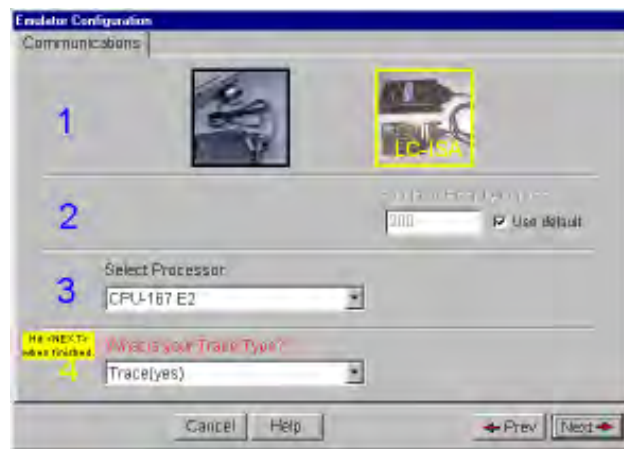 Emulator Configuration
Communications
1
LC-ISA
2
200
Use default
3
Select Processor
CPU-167 E2
Hit <NEXT>
when finished.
4
What is your Trace Type?
Trace(yes)
Cancel
Help
Prev
Next